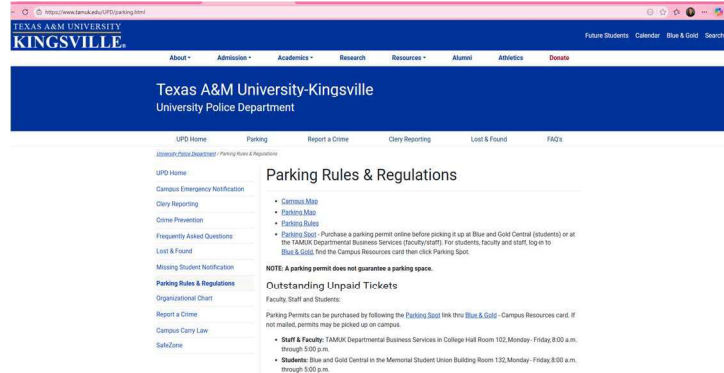 https://www.tamuk.edu/UPD/parking.html
TEXAS A&M UNIVERSITY
KINGSVILLE®
Future Students Calendar Blue & Gold Search
About Admission Academics Research Resources Alumni Athletics Donate
Texas A&M University-Kingsville
University Police Department
UPD Home Parking Report a Crime Clery Reporting Lost & Found FAQ's
University Police Department / Parking Rules & Regulations
UPD Home
Campus Emergency Notification
Clery Reporting
Crime Prevention
Frequently Asked Questions
Lost & Found
Missing Student Notification
Parking Rules & Regulations
Organizational Chart
Report a Crime
Campus Carry Law
SafeZone
Parking Rules & Regulations
• Campus Map
• Parking Map
• Parking Rules
• Parking Spot - Purchase a parking permit online before picking it up at Blue and Gold Central (students) or at
the TAMUK Departmental Business Services (faculty/staff). For students, faculty and staff, log-in to
Blue & Gold, find the Campus Resources card then click Parking Spot.
NOTE: A parking permit does not guarantee a parking space.
Outstanding Unpaid Tickets
Faculty, Staff and Students:
Parking Permits can be purchased by following the Parking Spot link thru Blue & Gold - Campus Resources card. If
not mailed, permits may be picked up on campus.
• Staff & Faculty: TAMUK Departmental Business Services in College Hall Room 102, Monday- Friday, 8:00 a.m.
through 5:00 p.m.
• Students: Blue and Gold Central in the Memorial Student Union Building Room 132, Monday- Friday, 8:00 a.m.
through 5:00 p.m.